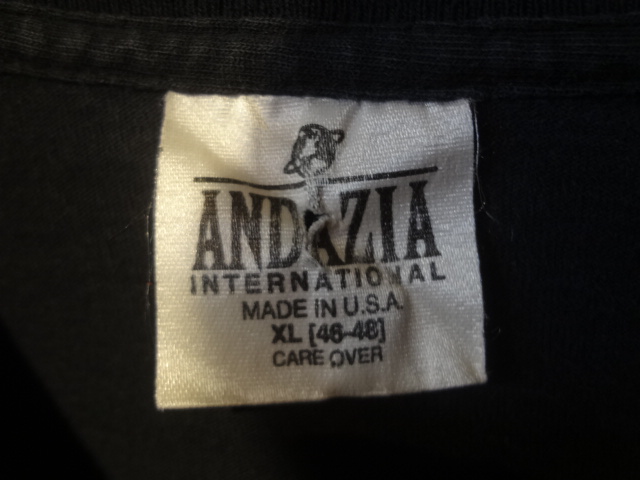 ANDAZIA
INTERNATIONAL
MADE IN U.S.A.
XL [46-48]
CARE OVER